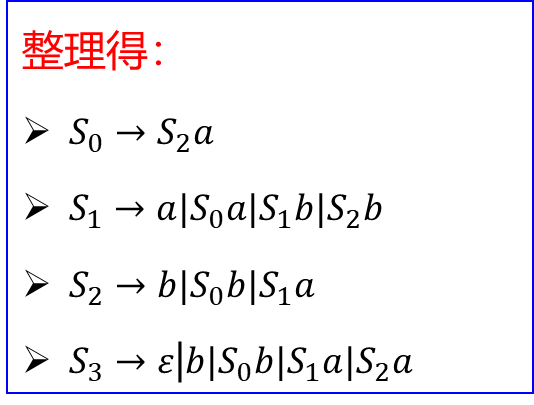 整理得：
➢ S₀ → S₂a
➢ S₁ → a|S₀a|S₁b|S₂b
➢ S₂ → b|S₀b|S₁a
➢ S₃ → ε|b|S₀b|S₁a|S₂a